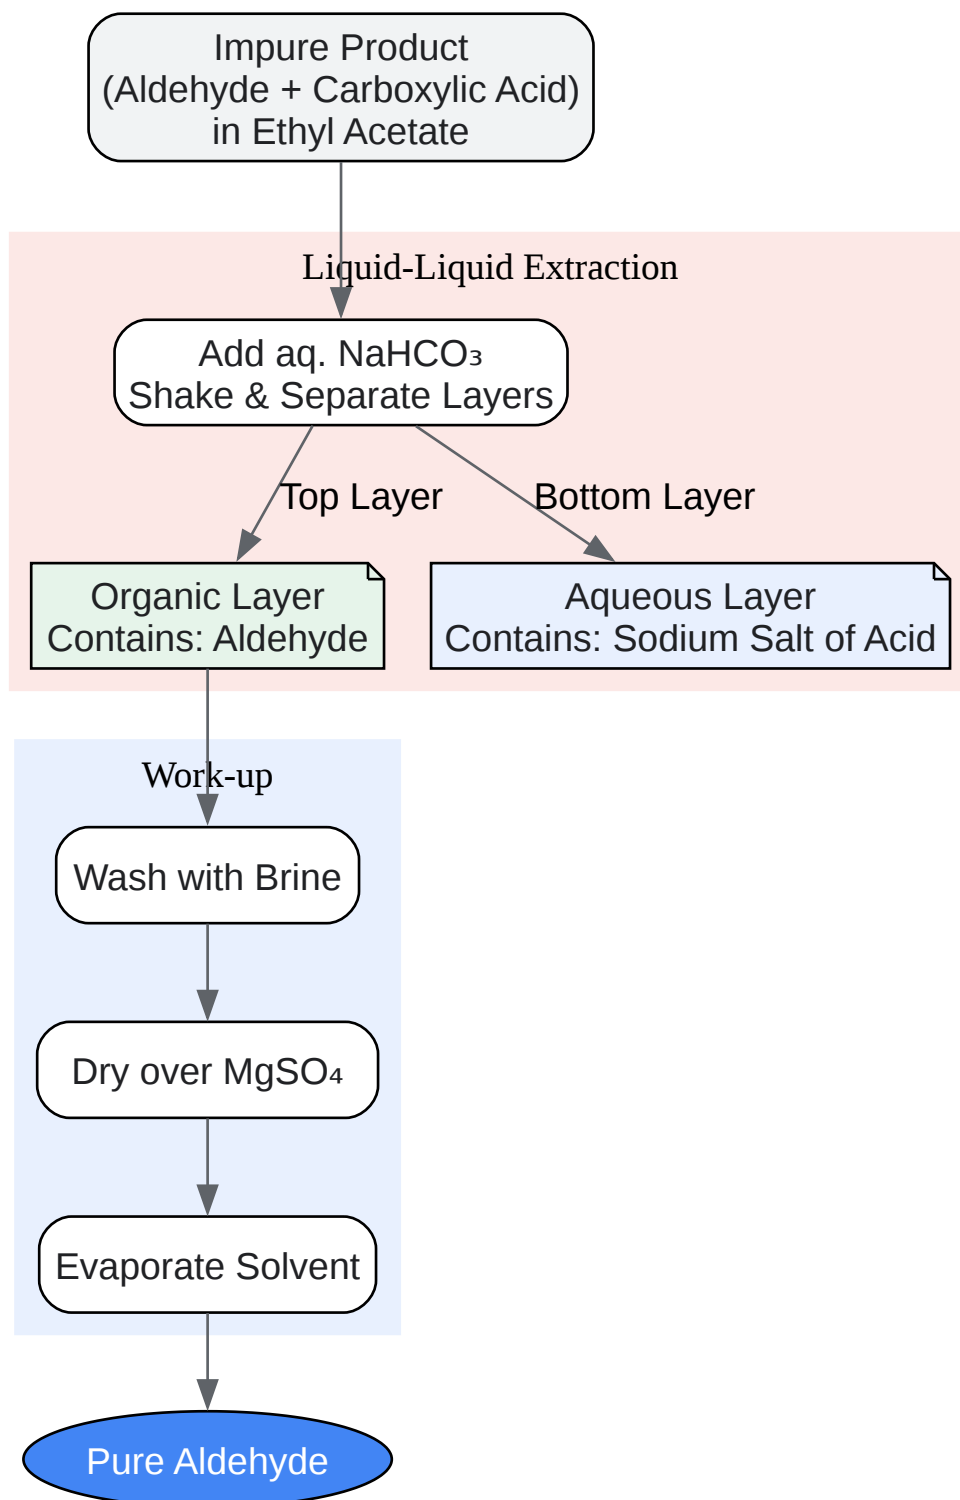 Impure Product
(Aldehyde + Carboxylic Acid)
in Ethyl Acetate
Liquid-Liquid Extraction
Add aq. NaHCO₃
Shake & Separate Layers
Top Layer
Bottom Layer
Organic Layer
Contains: Aldehyde
Aqueous Layer
Contains: Sodium Salt of Acid
Work-up
Wash with Brine
Dry over MgSO₄
Evaporate Solvent
Pure Aldehyde